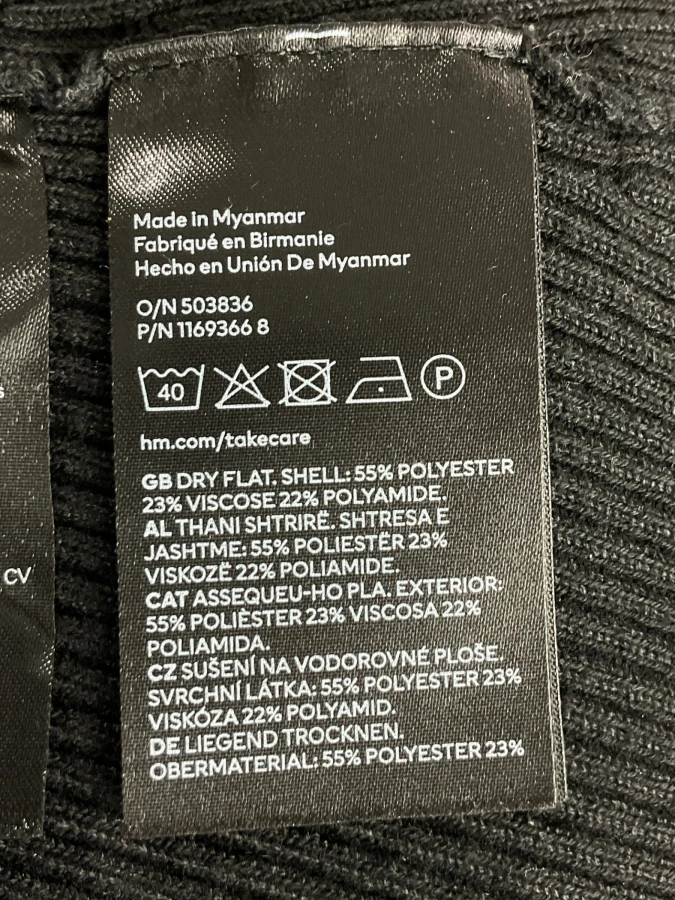 Made in Myanmar
Fabriqué en Birmanie
Hecho en Unión De Myanmar
O/N 503836
P/N 1169366 8
40
P
hm.com/takecare
GB DRY FLAT. SHELL: 55% POLYESTER
23% VISCOSE 22% POLYAMIDE.
AL THANI SHTRIRË. SHTRESA E
JASHTME: 55% POLIESTËR 23%
VISKOZË 22% POLIAMIDE.
CAT ASSEQUEU-HO PLA. EXTERIOR:
55% POLIÈSTER 23% VISCOSA 22%
POLIAMIDA.
CZ SUŠENÍ NA VODOROVNÉ PLOŠE.
SVRCHNÍ LÁTKA: 55% POLYESTER 23%
VISKÓZA 22% POLYAMID.
DE LIEGEND TROCKNEN.
OBERMATERIAL: 55% POLYESTER 23%
CV